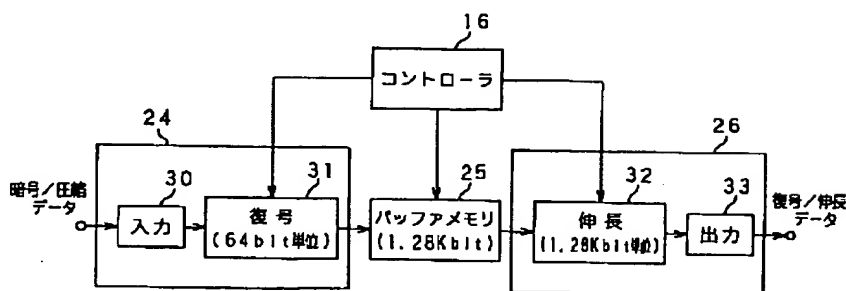 16
コントローラ
24
26
暗号/圧縮
データ
30
入力
31
復号
(64bit単位)
25
バッファメモリ
(1.28Kbit)
32
伸長
(1.28Kbit単位)
33
出力
復号/伸長
データ